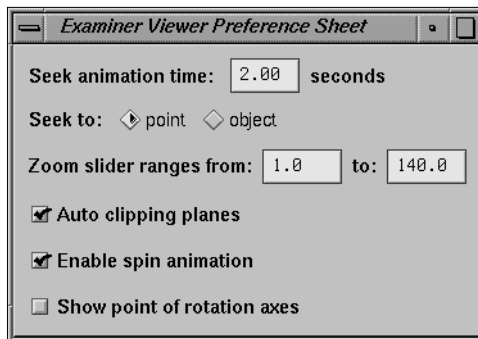 Examiner Viewer Preference Sheet
Seek animation time: 2.00 seconds
Seek to: point object
Zoom slider ranges from: 1.0 to: 140.0
Auto clipping planes
Enable spin animation
Show point of rotation axes